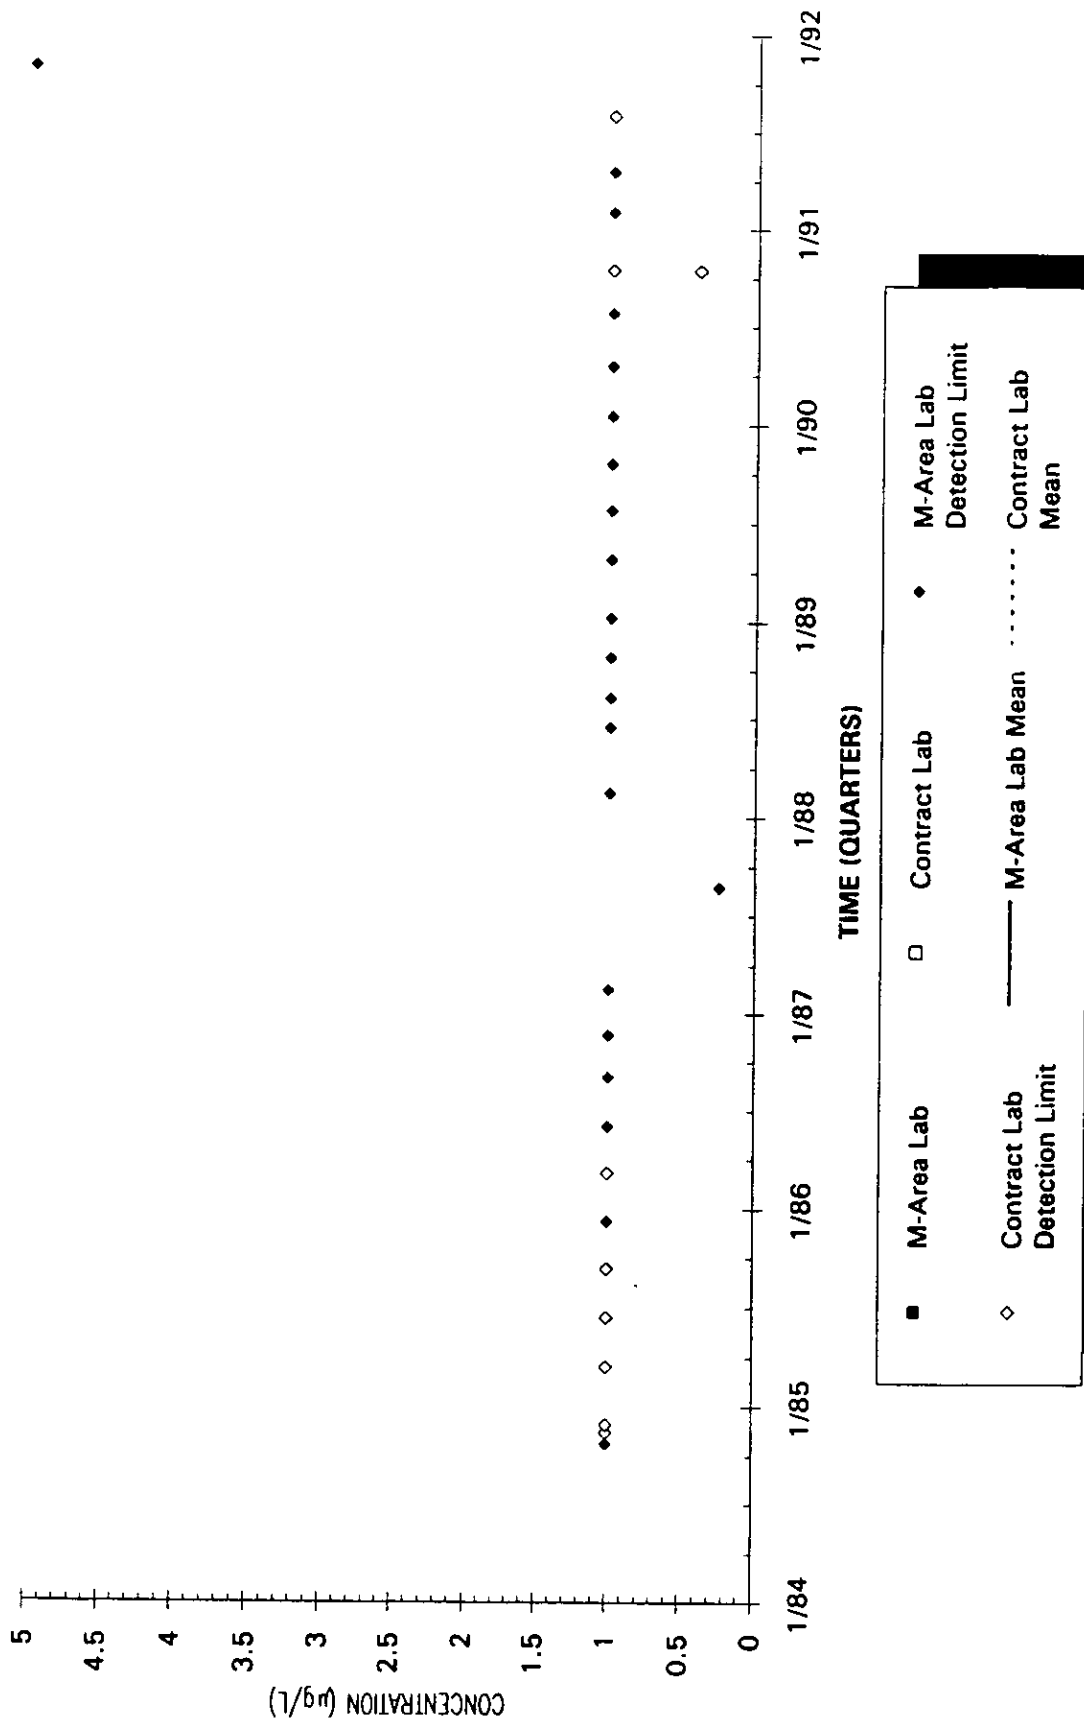 CONCENTRATION (µg/L)
5
4.5
4
3.5
3
2.5
2
1.5
1
0.5
0
1/84
1/85
1/86
1/87
1/88
1/89
1/90
1/91
1/92
TIME (QUARTERS)
M-Area Lab
Contract Lab
M-Area Lab
Detection Limit
Contract Lab
Detection Limit
M-Area Lab Mean
Contract Lab
Mean